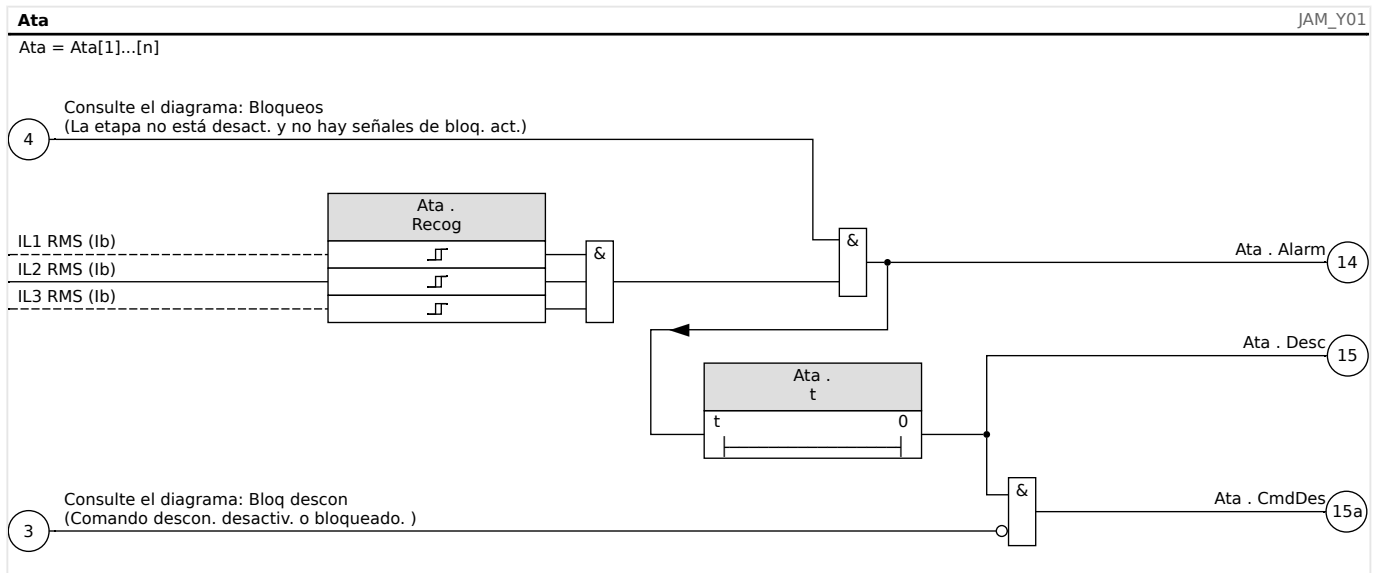 Ata
JAM_Y01
Ata = Ata[1]...[n]
Consulte el diagrama: Bloqueos
(La etapa no está desact. y no hay señales de bloq. act.)
4
Ata .
Recog
IL1 RMS (Ib)
IL2 RMS (Ib)
IL3 RMS (Ib)
&
&
Ata . Alarm
14
Ata . Desc
15
Ata .
t
t 0
Consulte el diagrama: Bloq descon
(Comando descon. desactiv. o bloqueado. )
3
&
Ata . CmdDes
15a